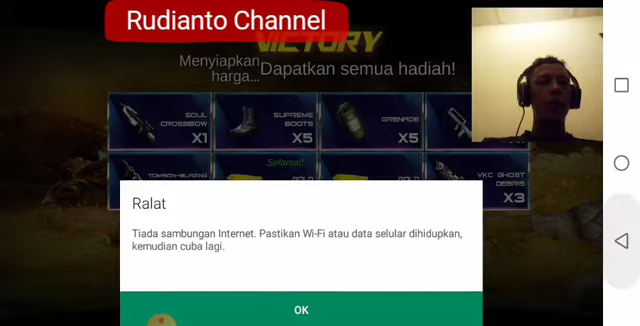 Rudianto Channel
VICTORY
Menyiapkan
harga...
Dapatkan semua hadiah!
SOUL
CROSSBOW
X1
SUPREME
BOOTS
X5
GRENADE
X5
Selamat!
VKC GHOST
DEBRIS
X3
Ralat
Tiada sambungan Internet. Pastikan Wi-Fi atau data selular dihidupkan,
kemudian cuba lagi.
OK